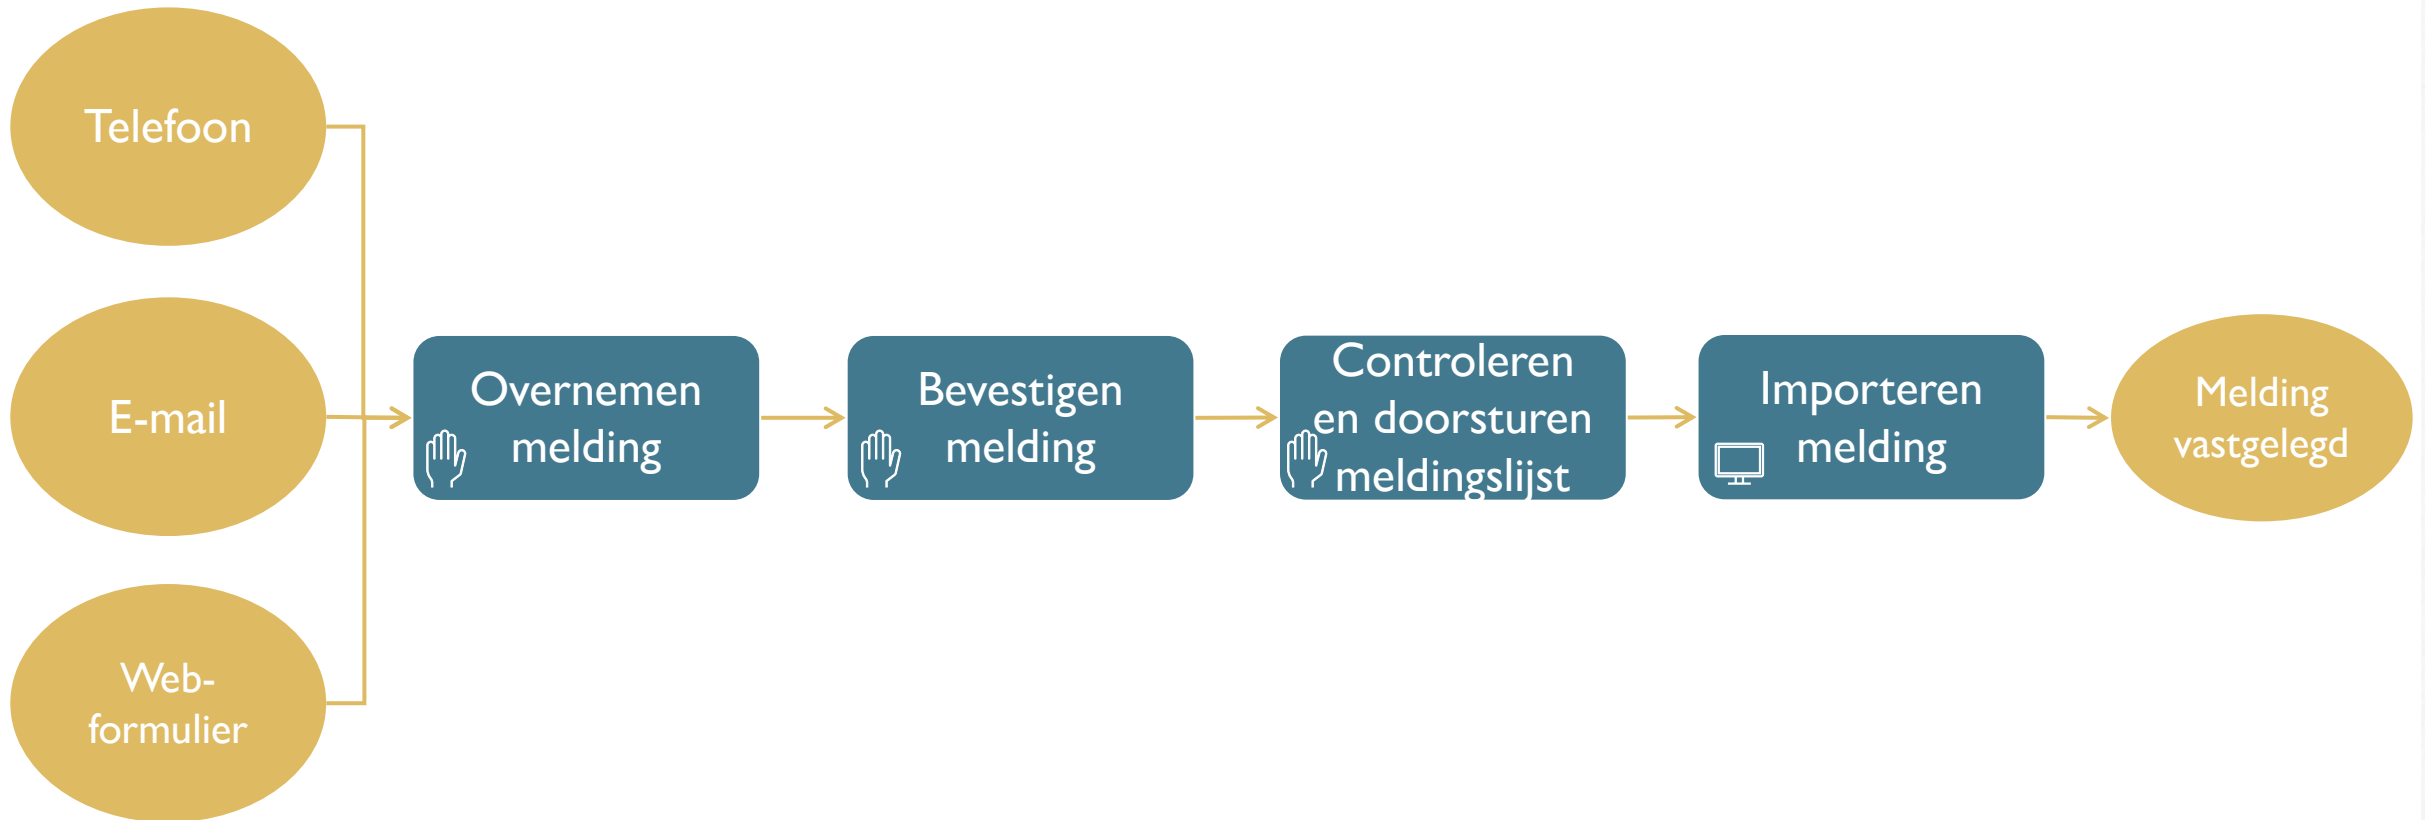 Telefoon
E-mail
Web-
formulier
Overnemen
melding
Bevestigen
melding
Controleren
en doorsturen
meldingslijst
Importeren
melding
Melding
vastgelegd